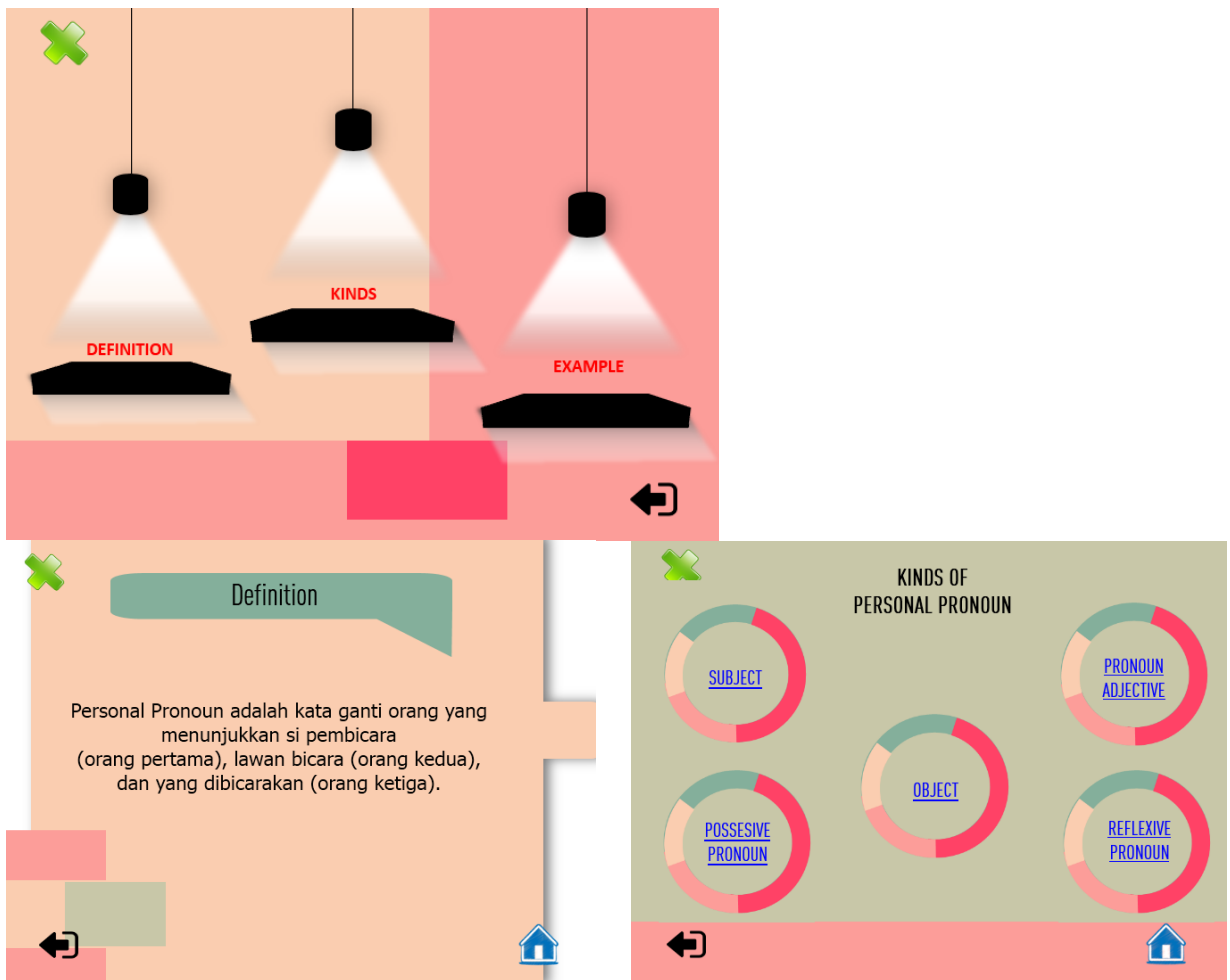 KINDS
DEFINITION
EXAMPLE
Definition
Personal Pronoun adalah kata ganti orang yang
menunjukkan si pembicara
(orang pertama), lawan bicara (orang kedua),
dan yang dibicarakan (orang ketiga).
KINDS OF
PERSONAL PRONOUN
SUBJECT
PRONOUN
ADJECTIVE
OBJECT
POSSESIVE
PRONOUN
REFLEXIVE
PRONOUN